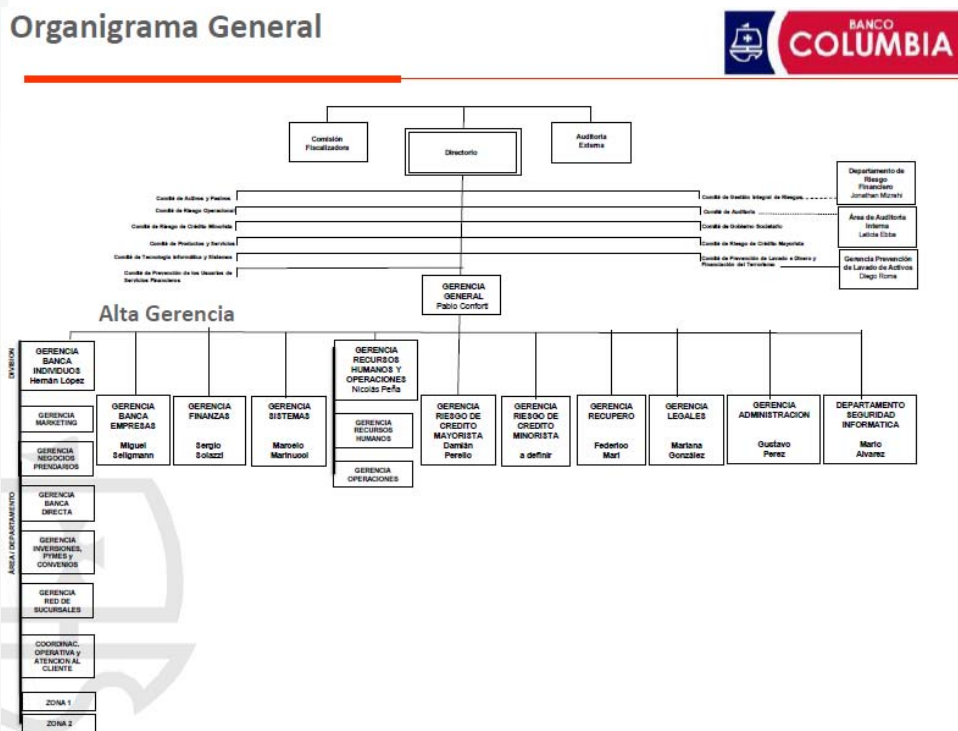 Organigrama General
BANCO
COLUMBIA
Comisión
Fiscalizadora
Directorio
Auditoria
Externa
Departamento de
Riesgo
Financiero
Jonathan Mizrahi
Comité de Activos y Pasivos
Comité de Gestión Integral de Riesgos
Comité de Riesgo Operacional
Comité de Auditoría
Área de Auditoría
Interna
Leticia Ebba
Comité de Riesgo de Crédito Minorista
Comité de Gobierno Societario
Comité de Productos y Servicios
Comité de Riesgo de Crédito Mayorista
Comité de Tecnología Informática y Sistemas
Comité de Prevención de Lavado e Dinero y
Financiación del Terrorismo
Gerencia Prevención
de Lavado de Activos
Diego Roma
Comité de Prevención de los Usuarios de
Servicios Financieros
GERENCIA
GENERAL
Pablo Conforti
Alta Gerencia
DIVISION
GERENCIA
BANCA
INDIVIDUOS
Hernán López
GERENCIA
RECURSOS
HUMANOS Y
OPERACIONES
Nicolás Peña
GERENCIA
MARKETING
GERENCIA
NEGOCIOS
PRENDARIOS
GERENCIA
BANCA
EMPRESAS
Miguel
Seligmann
GERENCIA
FINANZAS
Sergio
Solazzi
GERENCIA
SISTEMAS
Marcelo
Marinucci
GERENCIA
RECURSOS
HUMANOS
GERENCIA
OPERACIONES
GERENCIA
RIESGO DE
CREDITO
MAYORISTA
Damián
Perello
GERENCIA
RIESGO DE
CREDITO
MINORISTA
a definir
GERENCIA
RECUPERO
Federico
Mari
GERENCIA
LEGALES
Mariana
González
GERENCIA
ADMINISTRACION
Gustavo
Perez
DEPARTAMENTO
SEGURIDAD
INFORMATICA
Mario
Alvarez
ÁREA / DEPARTAMENTO
GERENCIA
BANCA
DIRECTA
GERENCIA
INVERSIONES,
PYMES y
CONVENIOS
GERENCIA
RED DE
SUCURSALES
COORDINAC.
OPERATIVA y
ATENCION AL
CLIENTE
ZONA 1
ZONA 2